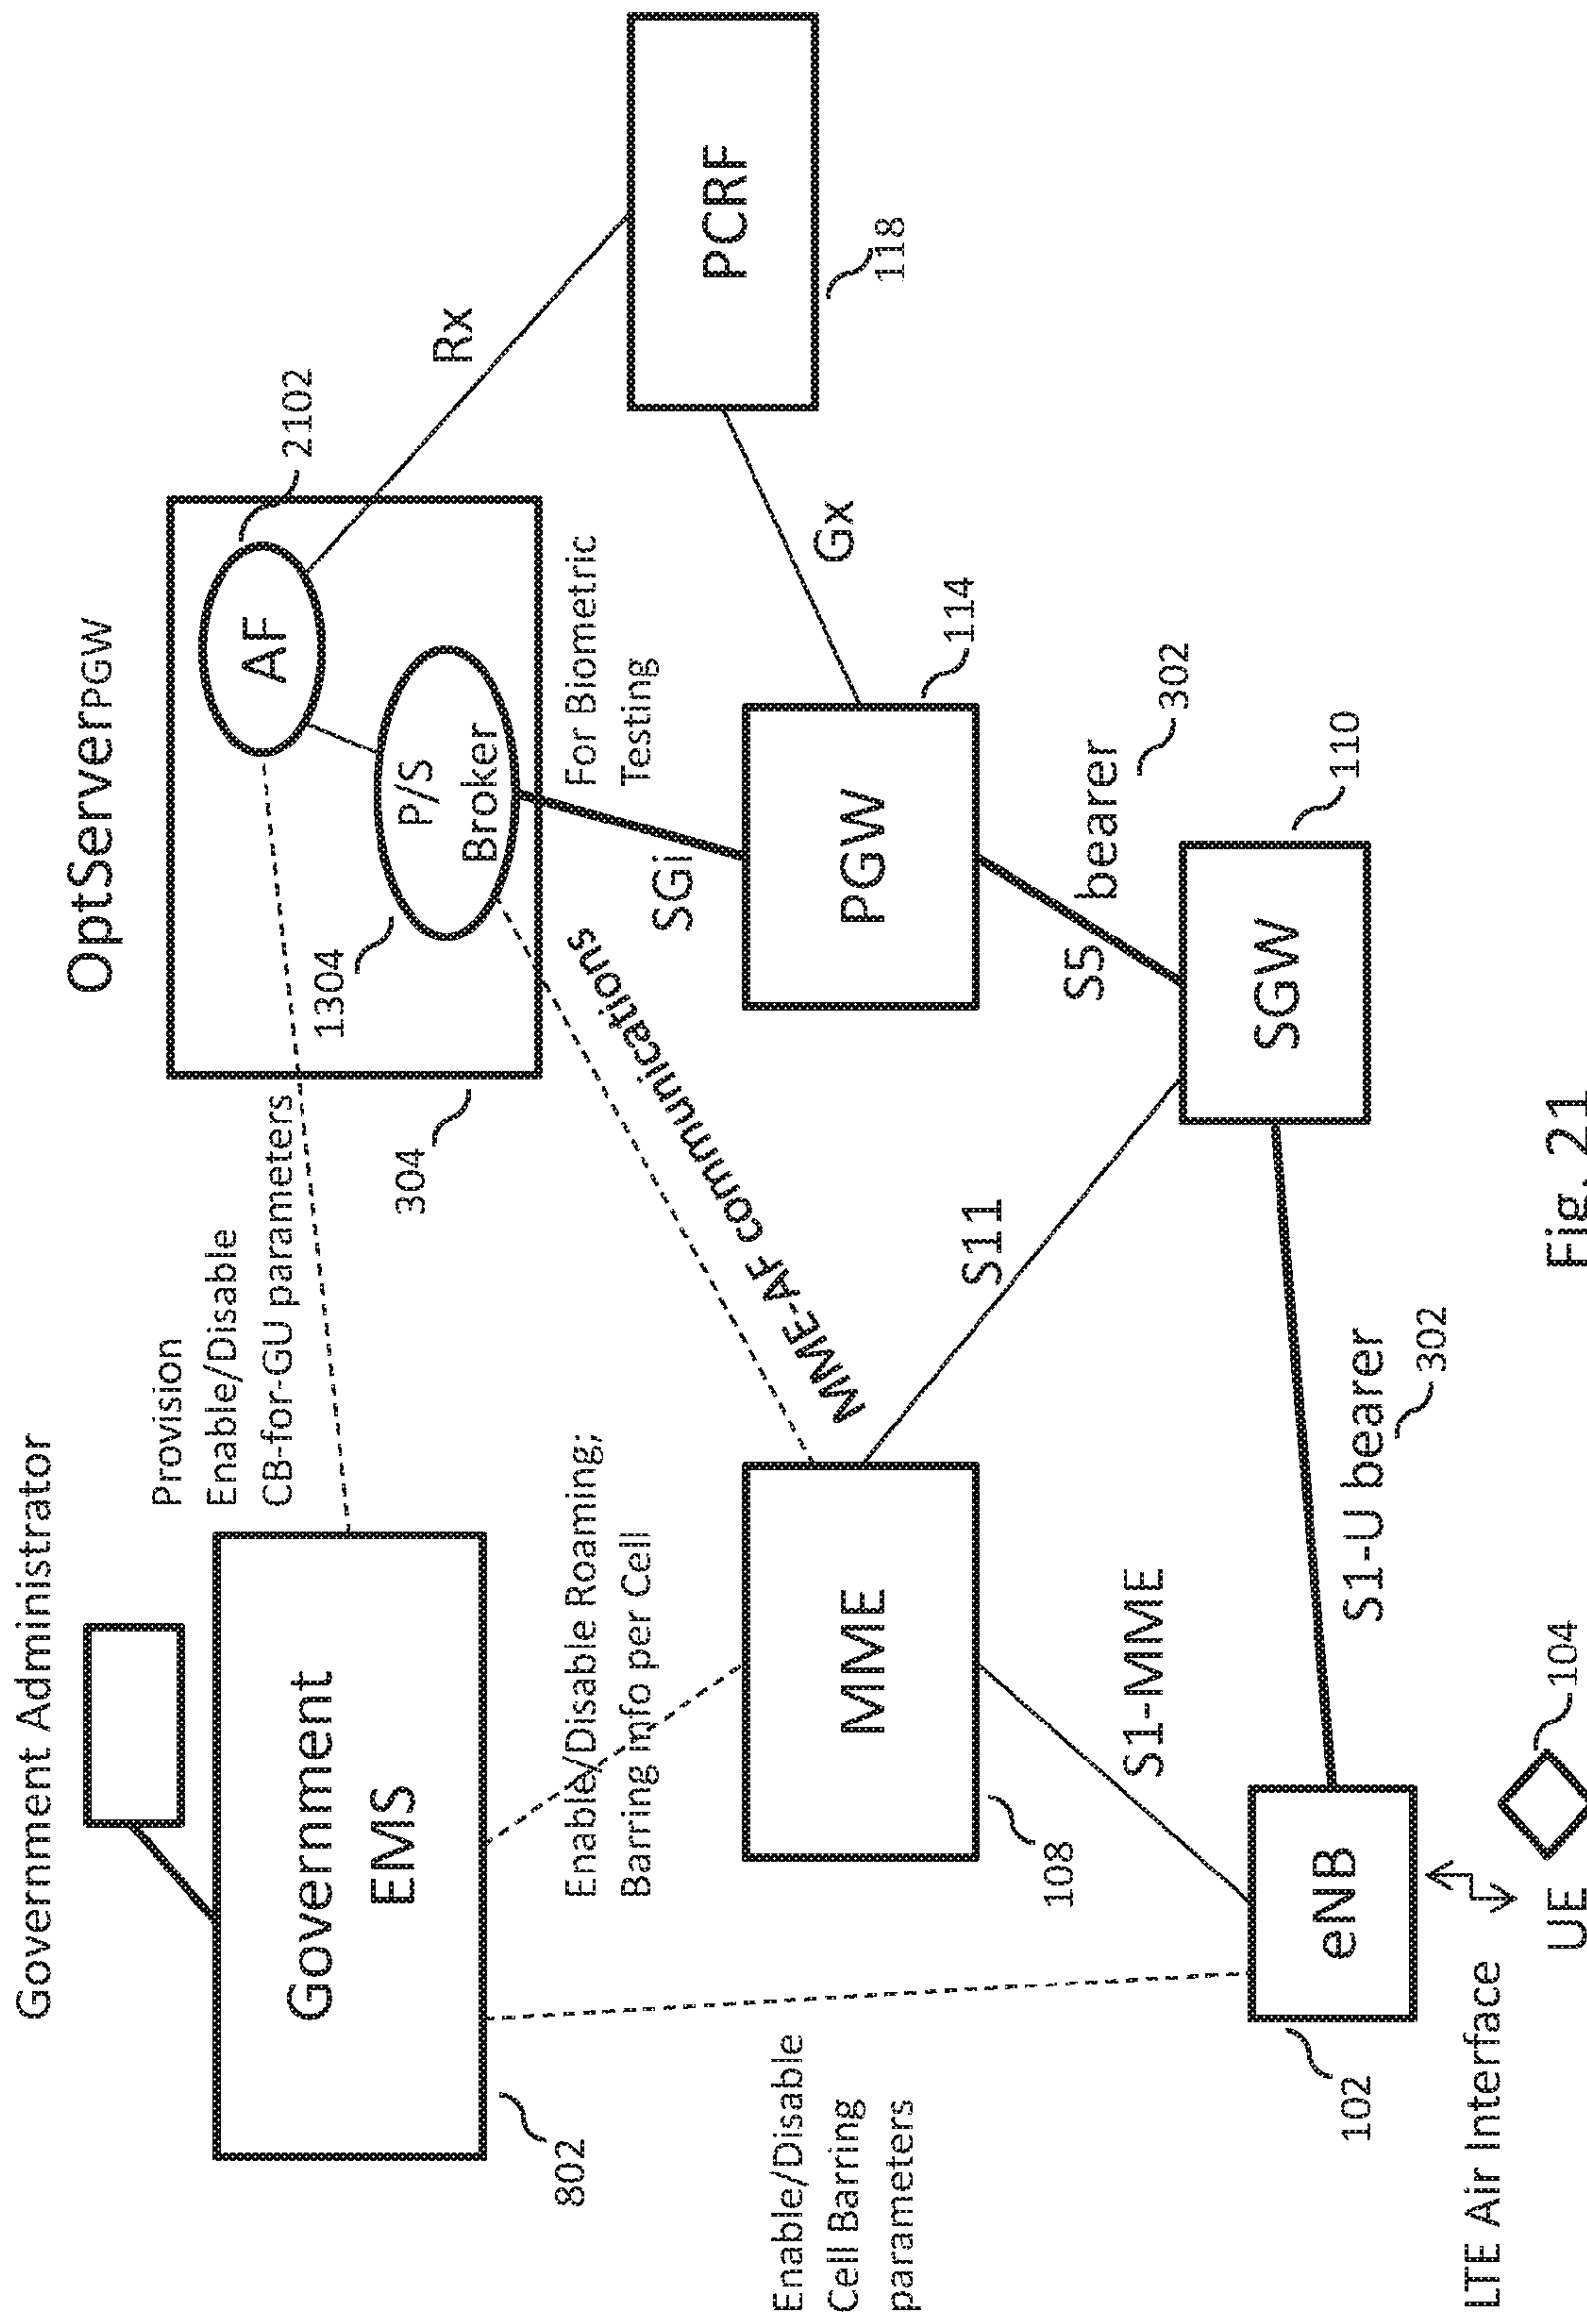 Government Administrator
Government
EMS
802
Provision
Enable/Disable
CB-for-GU parameters
OptServerPGW
AF
2102
P/S
Broker
1304
304
Rx
PCRF
118
Gx
For Biometric
Testing
SGi
PGW
114
MME-AF communications
Enable/Disable Roaming;
Barring Info per Cell
MME
108
S11
S5
bearer
302
SGW
110
Enable/Disable
Cell Barring
parameters
S1-MME
S1-U bearer
302
eNB
102
LTE Air Interface
UE
104
Fig. 21